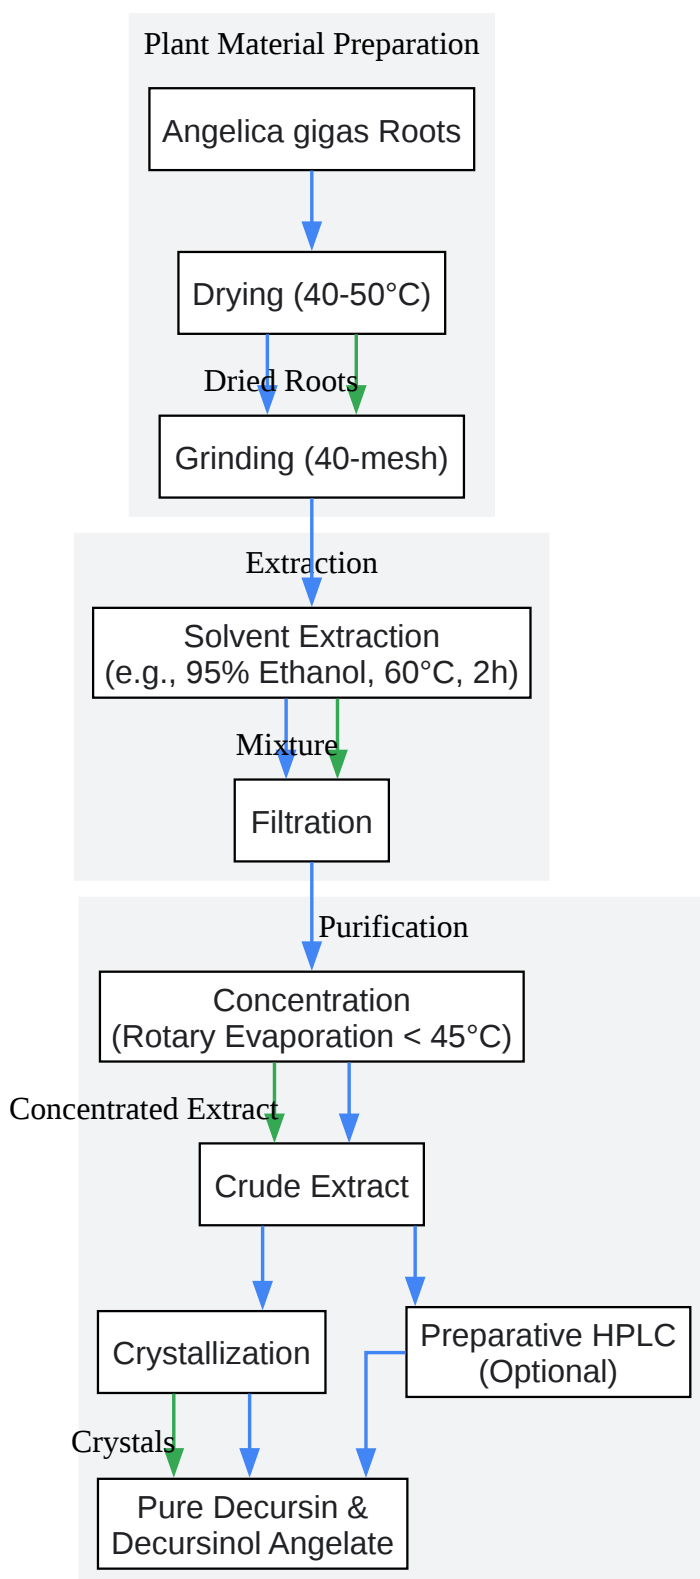 Plant Material Preparation
Angelica gigas Roots
Drying (40-50°C)
Dried Roots
Grinding (40-mesh)
Extraction
Solvent Extraction
(e.g., 95% Ethanol, 60°C, 2h)
Mixture
Filtration
Purification
Concentration
(Rotary Evaporation < 45°C)
Concentrated Extract
Crude Extract
Crystallization
Preparative HPLC
(Optional)
Crystals
Pure Decursin &
Decursinol Angelate